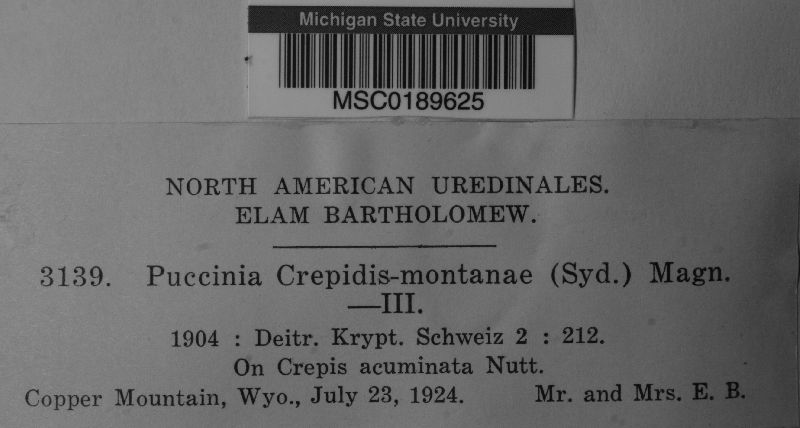 Michigan State University
MSC0189625
NORTH AMERICAN UREDINALES.
ELAM BARTHOLOMEW.
3139. Puccinia Crepidis-montanae (Syd.) Magn.
—III.
1904 : Deitr. Krypt. Schweiz 2 : 212.
On Crepis acuminata Nutt.
Copper Mountain, Wyo., July 23, 1924. Mr. and Mrs. E. B.